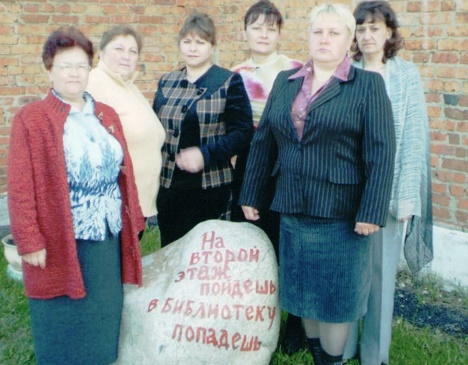 На
второй
этаж
пойдешь
в БИБЛИОТЕКУ
попадешь